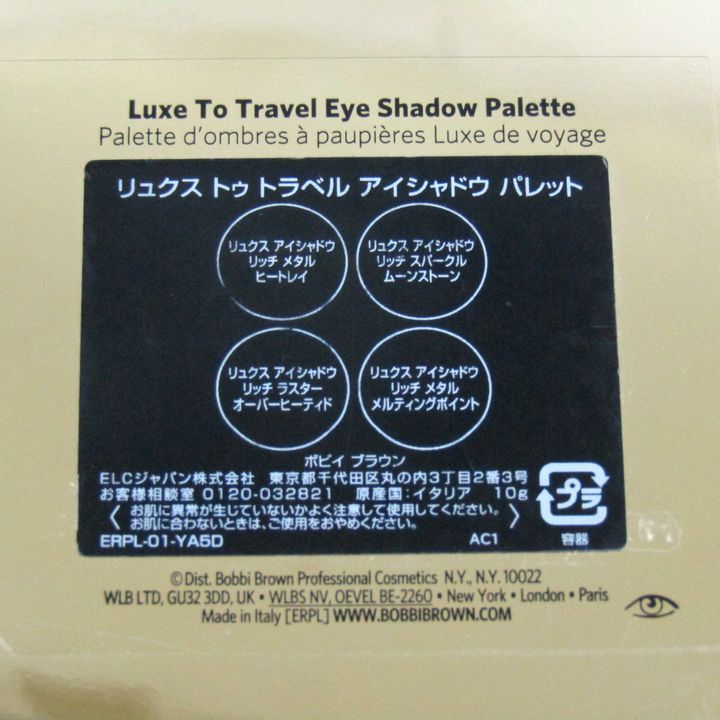 Luxe To Travel Eye Shadow Palette
Palette d'ombres à paupières Luxe de voyage
リュクス トゥ トラベル アイシャドウ パレット
リュクス アイシャドウ
リッチ メタル
ヒートレイ
リュクス アイシャドウ
リッチ スパークル
ムーンストーン
リュクス アイシャドウ
リッチ ラスター
オーバーヒーティド
リュクス アイシャドウ
リッチ メタル
メルティングポイント
ボビイ ブラウン
ELCジャパン株式会社 東京都千代田区丸の内3丁目2番3号
お客様相談室 0120-032821 原産国:イタリア 10g
〈お肌に異常が生じていないかよく注意して使用してください。
お肌に合わないときは、ご使用をおやめください。〉
ERPL-01-YA5D AC1
プラ
容器
©Dist. Bobbi Brown Professional Cosmetics N.Y., N.Y. 10022
WLB LTD, GU32 3DD, UK • WLBS NV, OEVEL BE-2260 • New York • London • Paris
Made in Italy [ERPL] WWW.BOBBIBROWN.COM